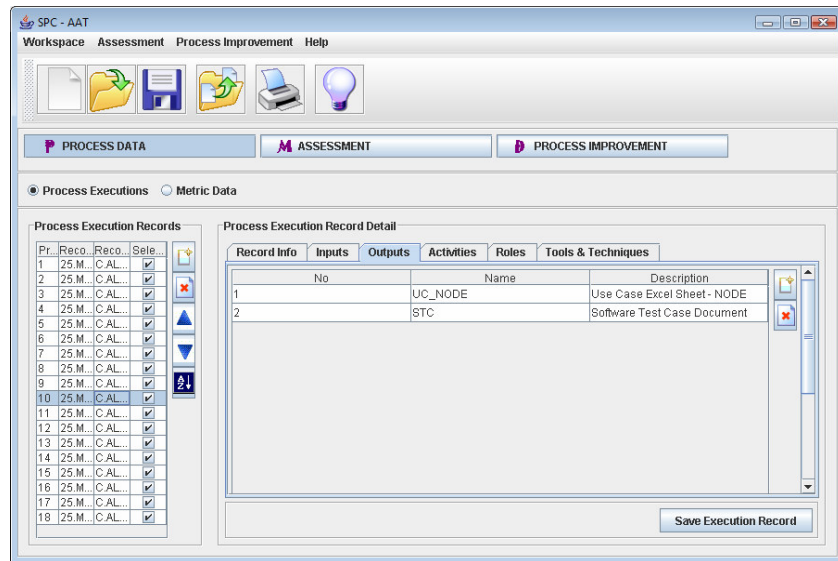 SPC - AAT
Workspace Assessment Process Improvement Help
P PROCESS DATA M ASSESSMENT D PROCESS IMPROVEMENT
Process Executions Metric Data
Process Execution Records
Pr... Reco... Reco... Sele...
1 25.M... C.AL...
2 25.M... C.AL...
3 25.M... C.AL...
4 25.M... C.AL...
5 25.M... C.AL...
6 25.M... C.AL...
7 25.M... C.AL...
8 25.M... C.AL...
9 25.M... C.AL...
10 25.M... C.AL...
11 25.M... C.AL...
12 25.M... C.AL...
13 25.M... C.AL...
14 25.M... C.AL...
15 25.M... C.AL...
16 25.M... C.AL...
17 25.M... C.AL...
18 25.M... C.AL...
A
Z
Process Execution Record Detail
Record Info Inputs Outputs Activities Roles Tools & Techniques
No Name Description
1 UC_NODE Use Case Excel Sheet - NODE
2 STC Software Test Case Document
Save Execution Record